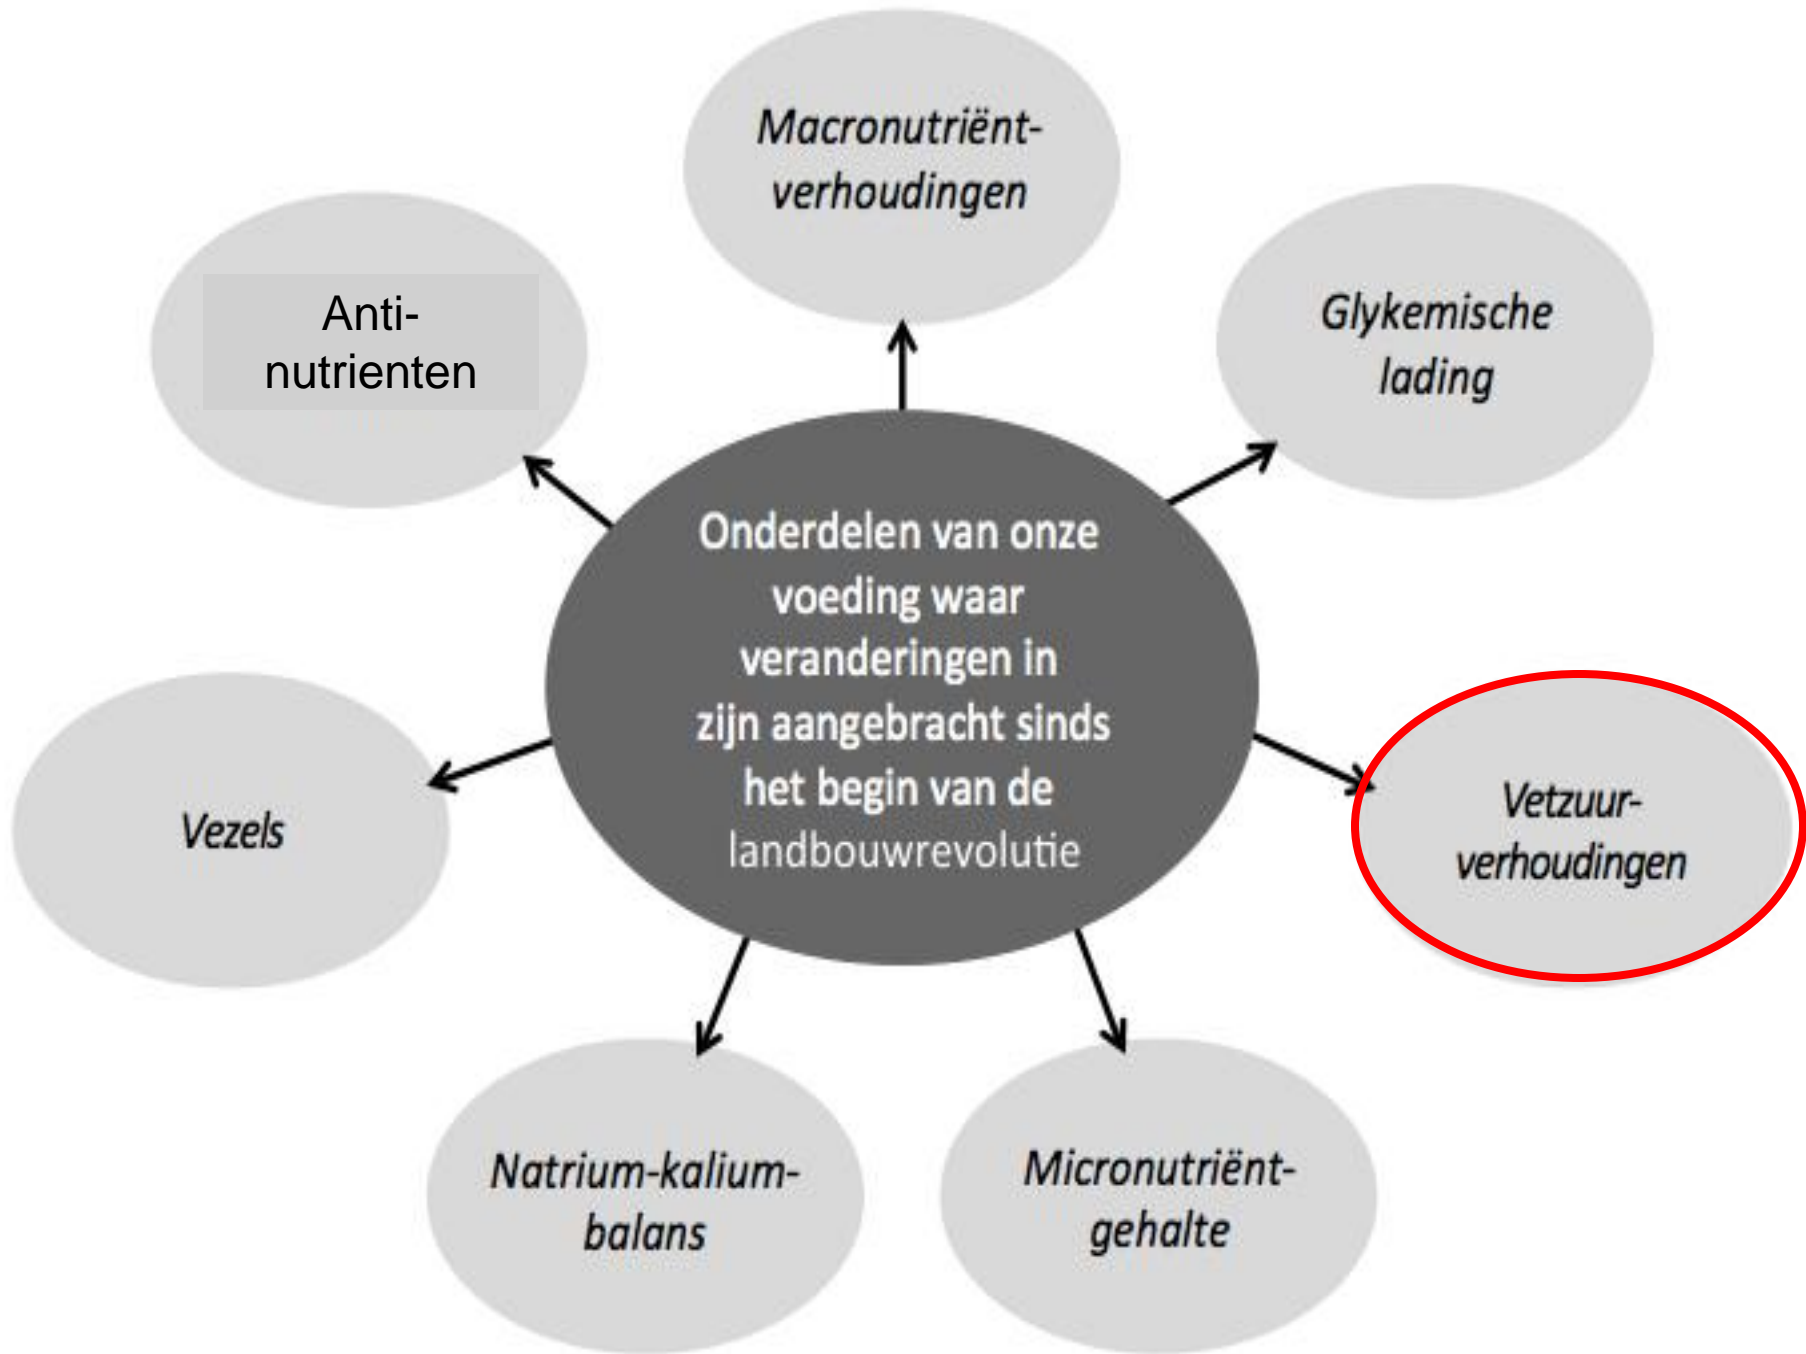 Macronutriënt-
verhoudingen
Anti-
nutrienten
Glykemische
lading
Onderdelen van onze
voeding waar
veranderingen in
zijn aangebracht sinds
het begin van de
landbouwrevolutie
Vezels
Vetzuur-
verhoudingen
Natrium-kalium-
balans
Micronutriënt-
gehalte